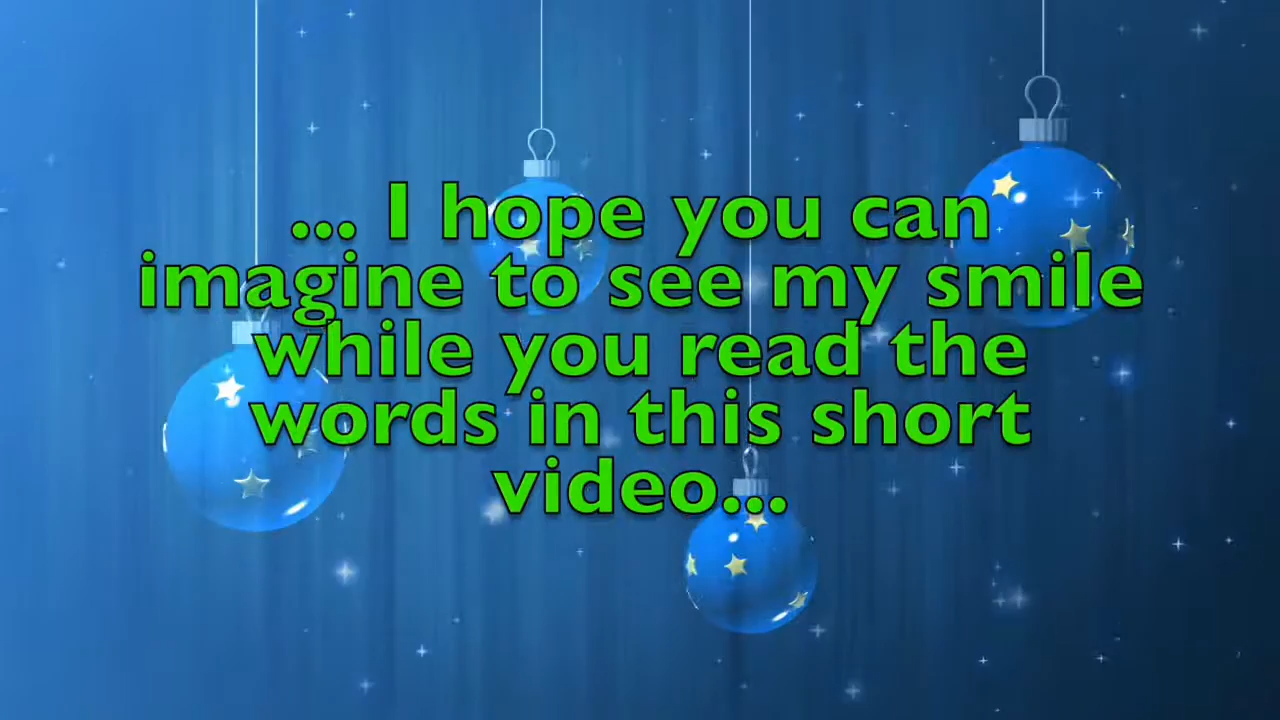 ... I hope you can
imagine to see my smile
while you read the
words in this short
video...